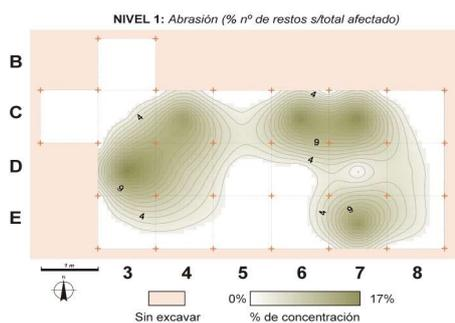 NIVEL 1: Abrasión (% nº de restos s/total afectado)
B
4
4
C
9
4
D
9
4
4
9
E
1 m
N
3 4 5 6 7 8
0% 17%
Sin excavar % de concentración